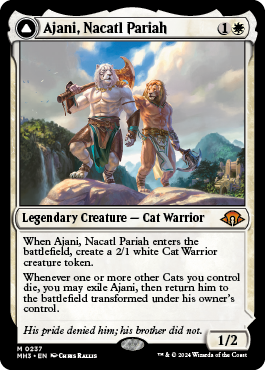 Ajani, Nacatl Pariah 1
Legendary Creature — Cat Warrior
When Ajani, Nacatl Pariah enters the
battlefield, create a 2/1 white Cat Warrior
creature token.
Whenever one or more other Cats you control
die, you may exile Ajani, then return him to
the battlefield transformed under his owner's
control.
His pride denied him; his brother did not.
1/2
M 0237
MH3 • EN Chris Rallis
™ & © 2024 Wizards of the Coast